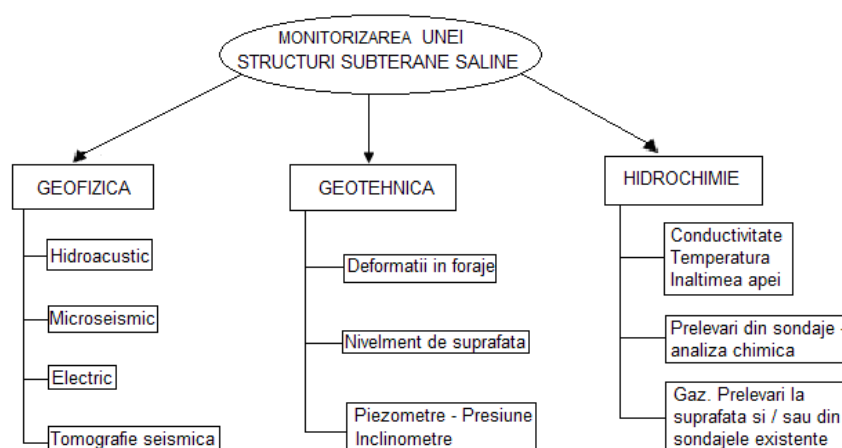 MONITORIZAREA UNEI
STRUCTURI SUBTERANE SALINE
GEOFIZICA
Hidroacustic
Microseismic
Electric
Tomografie seismica
GEOTEHNICA
Deformatii in foraje
Nivelment de suprafata
Piezometre - Presiune
Inclinometre
HIDROCHIMIE
Conductivitate
Temperatura
Inaltimea apei
Prelevari din sondaje -
analiza chimica
Gaz. Prelevari la
suprafata si / sau din
sondajele existente